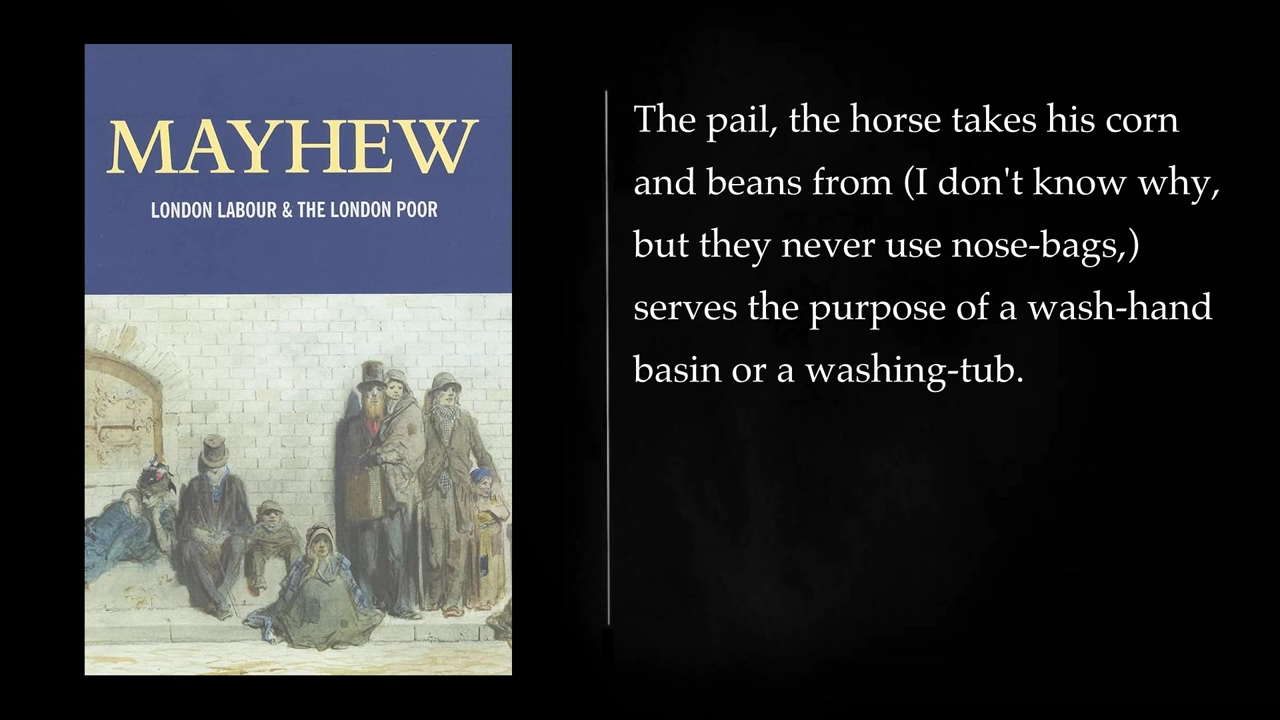 MAYHEW
LONDON LABOUR & THE LONDON POOR
The pail, the horse takes his corn
and beans from (I don't know why,
but they never use nose-bags,)
serves the purpose of a wash-hand
basin or a washing-tub.